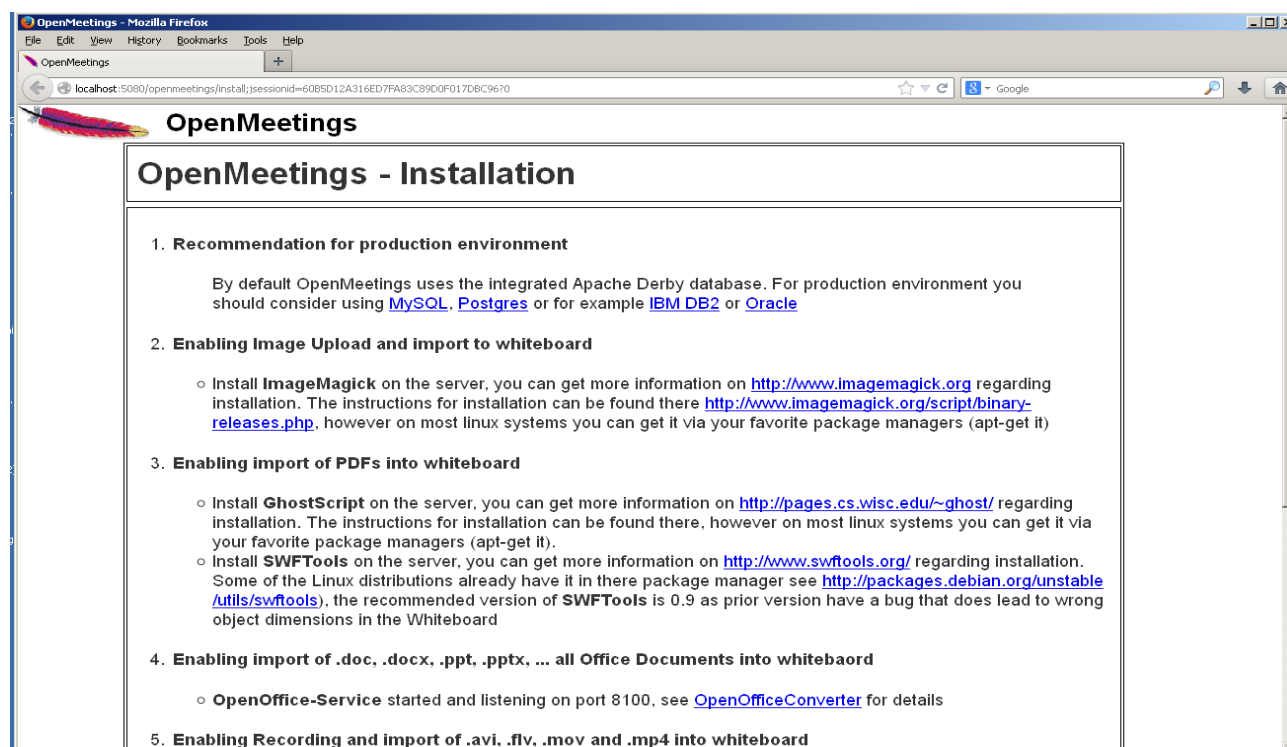 OpenMeetings - Mozilla Firefox
File Edit View History Bookmarks Tools Help
OpenMeetings
localhost:5080/openmeetings/install;jsessionid=60B5D12A316ED7FA83C89D0F017DBC96?0
Google
OpenMeetings
OpenMeetings - Installation
1. Recommendation for production environment
By default OpenMeetings uses the integrated Apache Derby database. For production environment you
should consider using MySQL, Postgres or for example IBM DB2 or Oracle
2. Enabling Image Upload and import to whiteboard
Install ImageMagick on the server, you can get more information on http://www.imagemagick.org regarding
installation. The instructions for installation can be found there http://www.imagemagick.org/script/binary-
releases.php, however on most linux systems you can get it via your favorite package managers (apt-get it)
3. Enabling import of PDFs into whiteboard
Install GhostScript on the server, you can get more information on http://pages.cs.wisc.edu/~ghost/ regarding
installation. The instructions for installation can be found there, however on most linux systems you can get it via
your favorite package managers (apt-get it).
Install SWFTools on the server, you can get more information on http://www.swftools.org/ regarding installation.
Some of the Linux distributions already have it in there package manager see http://packages.debian.org/unstable
/utils/swftools), the recommended version of SWFTools is 0.9 as prior version have a bug that does lead to wrong
object dimensions in the Whiteboard
4. Enabling import of .doc, .docx, .ppt, .pptx, ... all Office Documents into whitebaord
OpenOffice-Service started and listening on port 8100, see OpenOfficeConverter for details
5. Enabling Recording and import of .avi, .flv, .mov and .mp4 into whiteboard